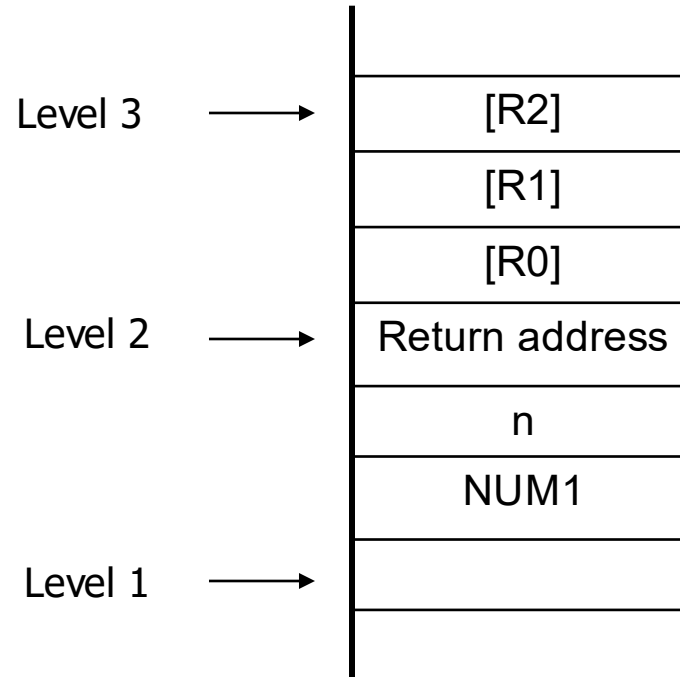 Level 3
[R2]
[R1]
[R0]
Level 2
Return address
n
NUM1
Level 1